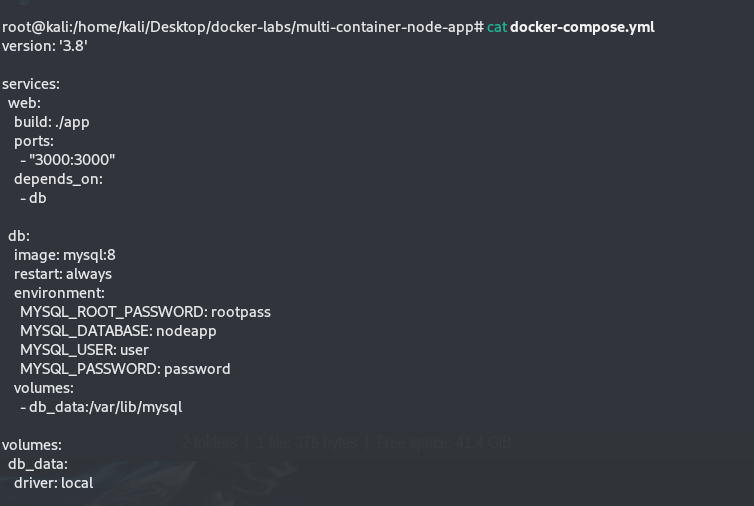 root@kali:/home/kali/Desktop/docker-labs/multi-container-node-app# cat docker-compose.yml
version: '3.8'

services:
  web:
    build: ./app
    ports:
      - "3000:3000"
    depends_on:
      - db

  db:
    image: mysql:8
    restart: always
    environment:
      MYSQL_ROOT_PASSWORD: rootpass
      MYSQL_DATABASE: nodeapp
      MYSQL_USER: user
      MYSQL_PASSWORD: password
    volumes:
      - db_data:/var/lib/mysql

2 folders | 1 file: 375 bytes | Free space: 41.4 GiB
volumes:
  db_data:
    driver: local